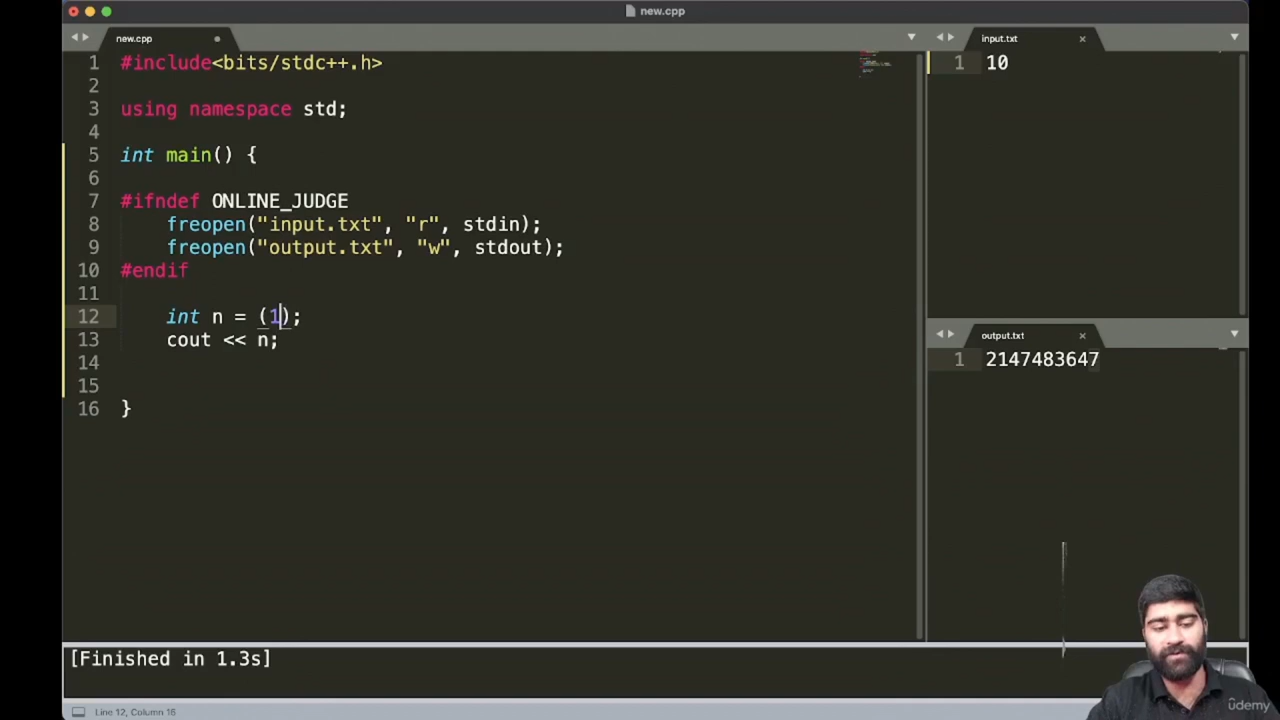 new.cpp
new.cpp
1 #include<bits/stdc++.h>
2
3 using namespace std;
4
5 int main() {
6
7 #ifndef ONLINE_JUDGE
8 freopen("input.txt", "r", stdin);
9 freopen("output.txt", "w", stdout);
10 #endif
11
12 int n = (1);
13 cout << n;
14
15
16 }
input.txt
1 10
output.txt
1 2147483647
[Finished in 1.3s]
Line 12, Column 16
ûdemy